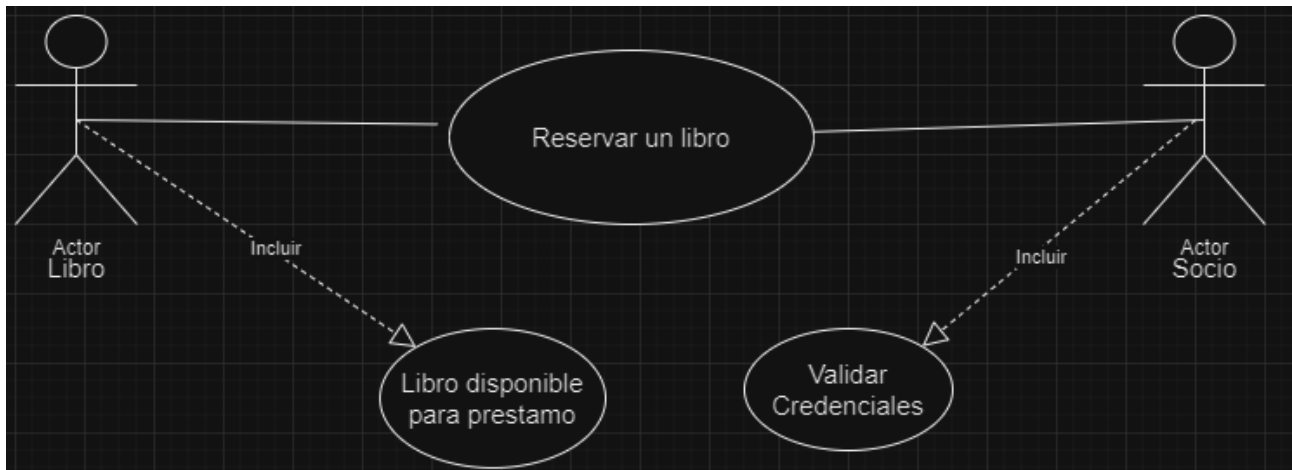 Reservar un libro
Actor
Libro
Incluir
Incluir
Actor
Socio
Libro disponible
para prestamo
Validar
Credenciales